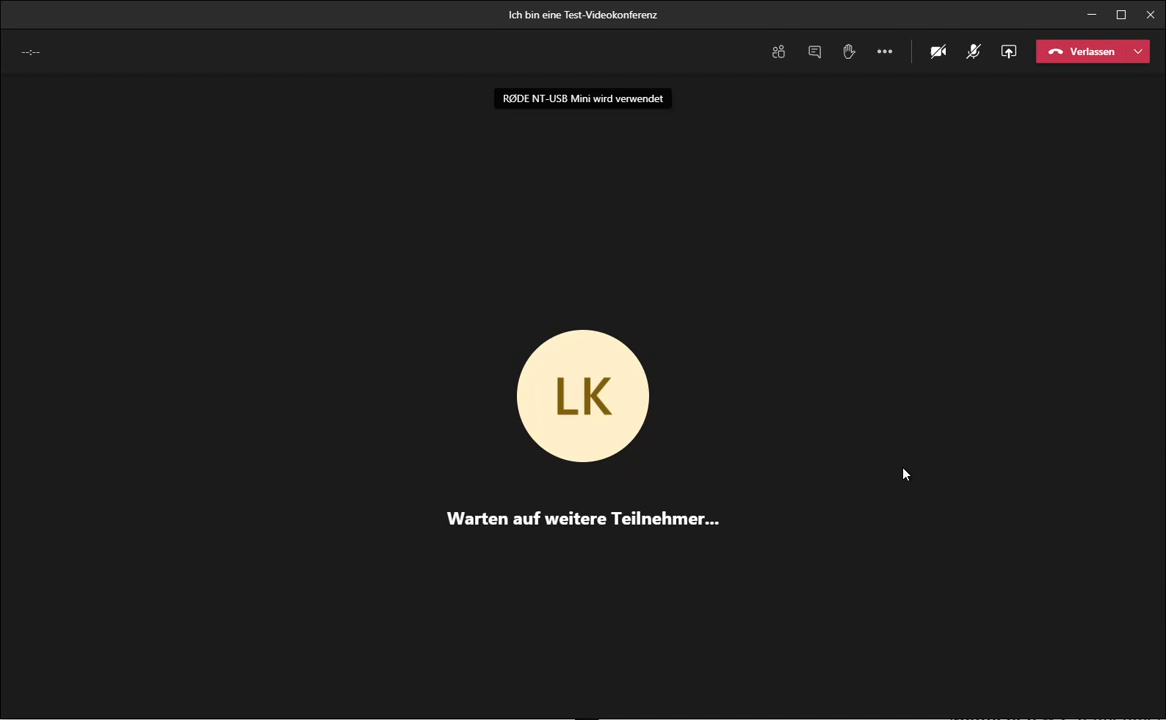 Ich bin eine Test-Videokonferenz
--:--
Verlassen
RØDE NT-USB Mini wird verwendet
LK
Warten auf weitere Teilnehmer...